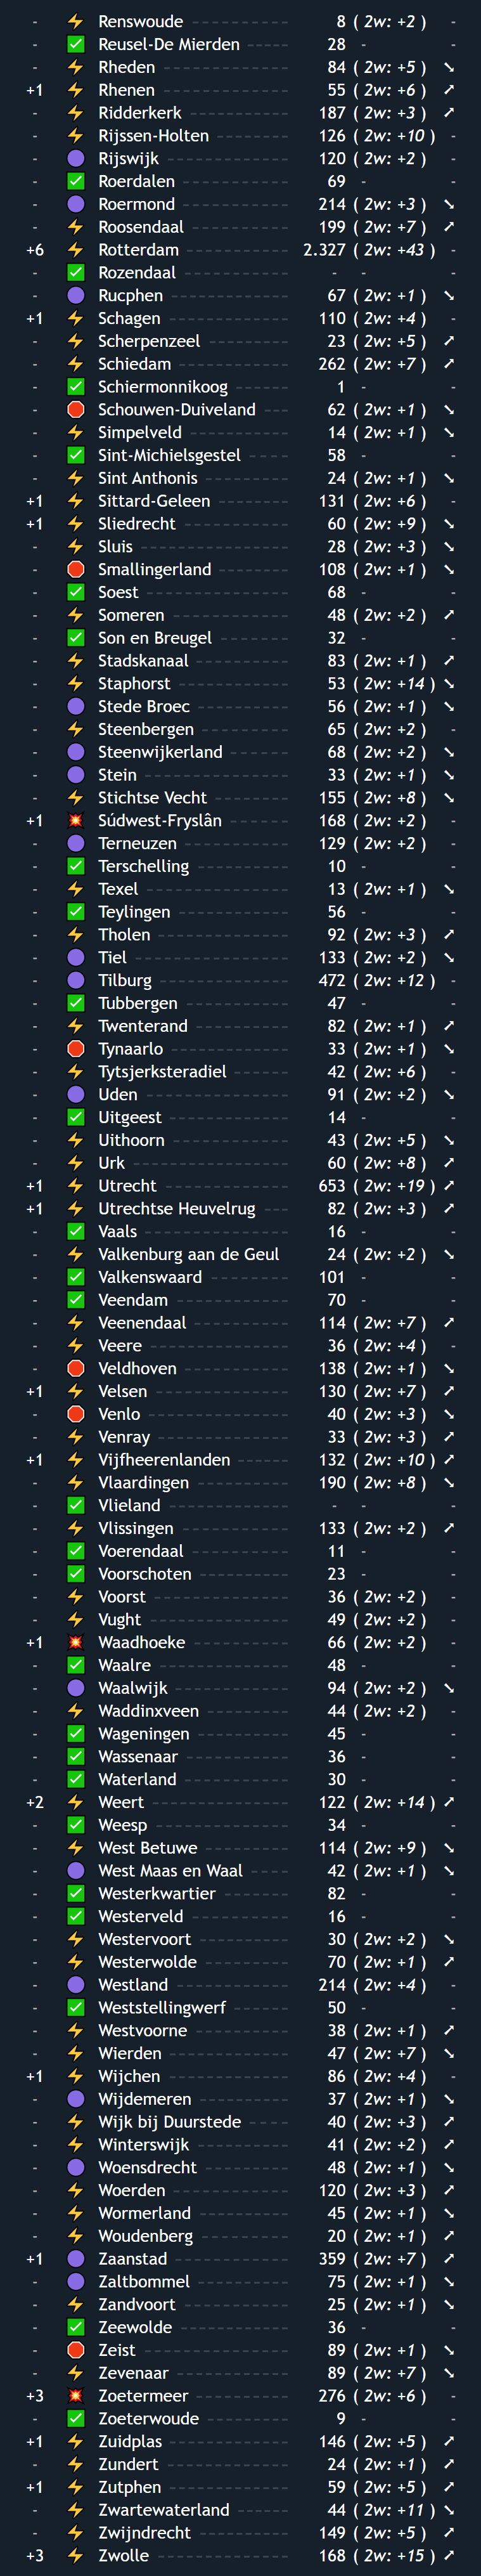 - ⚡ Renswoude ------------ 8 ( 2w: +2 ) -
- ✅ Reusel-De Mierden ------ 28 - -
- ⚡ Rheden --------------- 84 ( 2w: +5 ) ➘
+1 ⚡ Rhenen --------------- 55 ( 2w: +6 ) ➚
- ⚡ Ridderkerk ------------ 187 ( 2w: +3 ) ➚
- ⚡ Rijssen-Holten --------- 126 ( 2w: +10 ) -
- 🟣 Rijswijk -------------- 120 ( 2w: +2 ) -
- ✅ Roerdalen ------------- 69 - -
- 🟣 Roermond ------------- 214 ( 2w: +3 ) ➘
- ⚡ Roosendaal ------------ 199 ( 2w: +7 ) ➚
+6 ⚡ Rotterdam ------------ 2.327 ( 2w: +43 ) -
- ✅ Rozendaal ------------- - - -
- 🟣 Rucphen -------------- 67 ( 2w: +1 ) ➘
+1 ⚡ Schagen -------------- 110 ( 2w: +4 ) -
- ⚡ Scherpenzeel ---------- 23 ( 2w: +5 ) ➚
- ⚡ Schiedam ------------- 262 ( 2w: +7 ) ➚
- ✅ Schiermonnikoog ------- 1 - -
- 🛑 Schouwen-Duiveland ---- 62 ( 2w: +1 ) ➘
- ⚡ Simpelveld ------------ 14 ( 2w: +1 ) ➘
- ✅ Sint-Michielsgestel ----- 58 - -
- ⚡ Sint Anthonis ---------- 24 ( 2w: +1 ) ➘
+1 ⚡ Sittard-Geleen --------- 131 ( 2w: +6 ) -
+1 ⚡ Sliedrecht ------------ 60 ( 2w: +9 ) ➘
- ⚡ Sluis ----------------- 28 ( 2w: +3 ) ➘
- 🛑 Smallingerland --------- 108 ( 2w: +1 ) ➘
- ✅ Soest ---------------- 68 - -
- ⚡ Someren -------------- 48 ( 2w: +2 ) ➚
- ✅ Son en Breugel --------- 32 - -
- ⚡ Stadskanaal ----------- 83 ( 2w: +1 ) ➚
- ⚡ Staphorst ------------- 53 ( 2w: +14 ) ➘
- 🟣 Stede Broec ----------- 56 ( 2w: +1 ) ➘
- ⚡ Steenbergen ----------- 65 ( 2w: +2 ) -
- 🟣 Steenwijkerland -------- 68 ( 2w: +2 ) ➘
- 🟣 Stein ----------------- 33 ( 2w: +1 ) ➘
- ⚡ Stichtse Vecht --------- 155 ( 2w: +8 ) ➘
+1 💥 Súdwest-Fryslân -------- 168 ( 2w: +2 ) -
- 🟣 Terneuzen ------------ 129 ( 2w: +2 ) -
- ✅ Terschelling ----------- 10 - -
- ⚡ Texel ---------------- 13 ( 2w: +1 ) ➘
- ✅ Teylingen ------------- 56 - -
- ⚡ Tholen --------------- 92 ( 2w: +3 ) ➚
- 🟣 Tiel ------------------ 133 ( 2w: +2 ) ➘
- 🟣 Tilburg --------------- 472 ( 2w: +12 ) -
- ✅ Tubbergen ------------ 47 - -
- ⚡ Twenterand ----------- 82 ( 2w: +1 ) ➚
- 🛑 Tynaarlo -------------- 33 ( 2w: +1 ) ➘
- ⚡ Tytsjerksteradiel ------- 42 ( 2w: +6 ) -
- 🟣 Uden ---------------- 91 ( 2w: +2 ) ➘
- ✅ Uitgeest -------------- 14 - -
- ⚡ Uithoorn -------------- 43 ( 2w: +5 ) ➘
- ⚡ Urk ------------------ 60 ( 2w: +8 ) ➚
+1 ⚡ Utrecht -------------- 653 ( 2w: +19 ) ➚
+1 ⚡ Utrechtse Heuvelrug ---- 82 ( 2w: +3 ) ➚
- ✅ Vaals ---------------- 16 - -
- ⚡ Valkenburg aan de Geul 24 ( 2w: +2 ) ➘
- ✅ Valkenswaard ---------- 101 - -
- ✅ Veendam ------------- 70 - -
- ⚡ Veenendaal ----------- 114 ( 2w: +7 ) ➚
- ⚡ Veere ---------------- 36 ( 2w: +4 ) -
- 🛑 Veldhoven ------------ 138 ( 2w: +1 ) ➘
+1 ⚡ Velsen --------------- 130 ( 2w: +7 ) ➚
- 🛑 Venlo ---------------- 40 ( 2w: +3 ) ➘
- ⚡ Venray --------------- 33 ( 2w: +3 ) ➚
+1 ⚡ Vijfheerenlanden ------ 132 ( 2w: +10 ) ➚
- ⚡ Vlaardingen ----------- 190 ( 2w: +8 ) ➘
- ✅ Vlieland -------------- - - -
- ⚡ Vlissingen ------------ 133 ( 2w: +2 ) ➚
- ✅ Voerendaal ----------- 11 - -
- ✅ Voorschoten ---------- 23 - -
- ⚡ Voorst --------------- 36 ( 2w: +2 ) -
- ⚡ Vught --------------- 49 ( 2w: +2 ) -
+1 💥 Waadhoeke ----------- 66 ( 2w: +2 ) -
- ✅ Waalre --------------- 48 - -
- 🟣 Waalwijk ------------- 94 ( 2w: +2 ) ➘
- ⚡ Waddinxveen ---------- 44 ( 2w: +2 ) -
- ✅ Wageningen ---------- 45 - -
- ✅ Wassenaar ------------ 36 - -
- ✅ Waterland ------------ 30 - -
+2 ⚡ Weert --------------- 122 ( 2w: +14 ) ➚
- ✅ Weesp --------------- 34 - -
- ⚡ West Betuwe ---------- 114 ( 2w: +9 ) ➘
- 🟣 West Maas en Waal ----- 42 ( 2w: +1 ) ➘
- ✅ Westerkwartier -------- 82 - -
- ✅ Westerveld ------------ 16 - -
- ⚡ Westervoort ---------- 30 ( 2w: +2 ) ➘
- ⚡ Westerwolde ---------- 70 ( 2w: +1 ) ➚
- 🟣 Westland ------------- 214 ( 2w: +4 ) -
- ✅ Weststellingwerf ------- 50 - -
- ⚡ Westvoorne ----------- 38 ( 2w: +1 ) ➚
- ⚡ Wierden -------------- 47 ( 2w: +7 ) ➘
+1 ⚡ Wijchen -------------- 86 ( 2w: +4 ) -
- 🟣 Wijdemeren ----------- 37 ( 2w: +1 ) ➘
- ⚡ Wijk bij Duurstede ---- 40 ( 2w: +3 ) ➚
- ⚡ Winterswijk ----------- 41 ( 2w: +2 ) ➚
- 🟣 Woensdrecht ---------- 48 ( 2w: +1 ) ➘
- ⚡ Woerden ------------- 120 ( 2w: +3 ) ➚
- ⚡ Wormerland ---------- 45 ( 2w: +1 ) ➘
- ⚡ Woudenberg ---------- 20 ( 2w: +1 ) ➚
+1 🟣 Zaanstad ------------- 359 ( 2w: +7 ) ➚
- 🟣 Zaltbommel ----------- 75 ( 2w: +1 ) ➘
- ⚡ Zandvoort ------------ 25 ( 2w: +1 ) ➘
- ✅ Zeewolde ------------- 36 - -
- 🛑 Zeist ----------------- 89 ( 2w: +1 ) ➘
- ⚡ Zevenaar ------------- 89 ( 2w: +7 ) ➘
+3 💥 Zoetermeer ----------- 276 ( 2w: +6 ) -
- ✅ Zoeterwoude ---------- 9 - -
+1 ⚡ Zuidplas ------------- 146 ( 2w: +5 ) ➚
- ⚡ Zundert -------------- 24 ( 2w: +1 ) ➚
+1 ⚡ Zutphen -------------- 59 ( 2w: +5 ) ➚
- ⚡ Zwartewaterland ------- 44 ( 2w: +11 ) ➘
- ⚡ Zwijndrecht ----------- 149 ( 2w: +5 ) ➚
+3 ⚡ Zwolle --------------- 168 ( 2w: +15 ) ➚